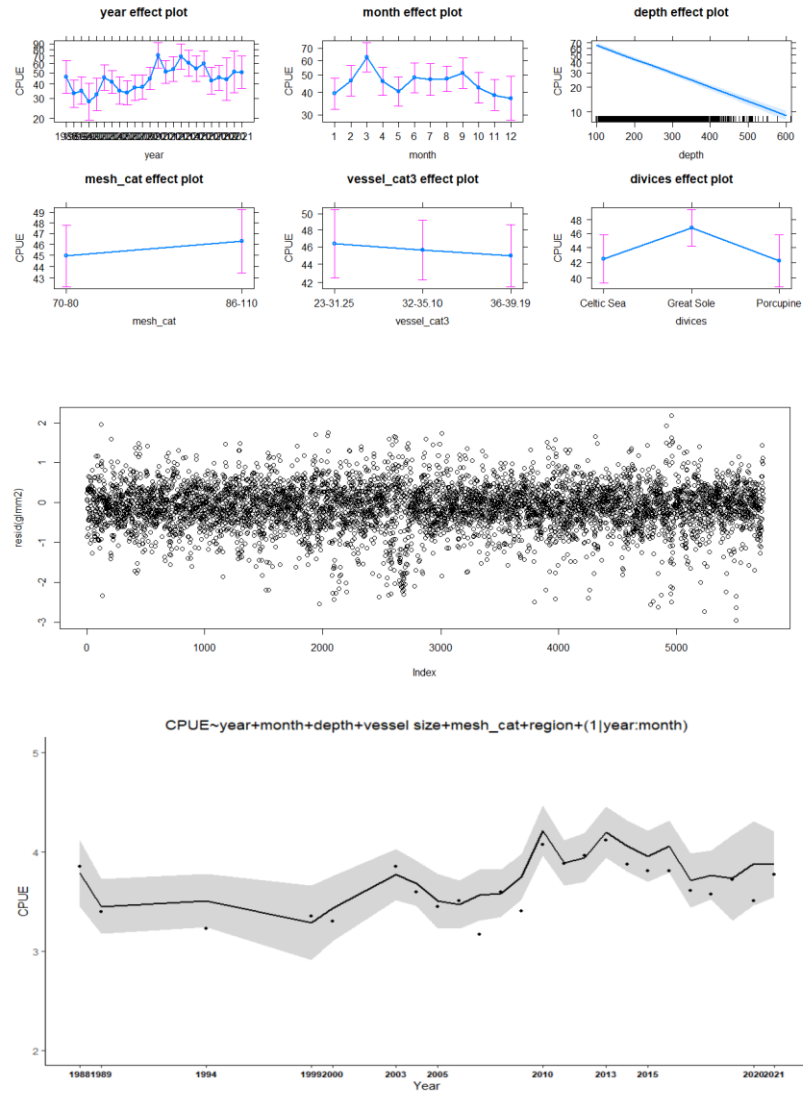 year effect plot
CPUE
90
80
70
60
50
40
30
20
year
month effect plot
CPUE
70
60
50
40
30
1 2 3 4 5 6 7 8 9 10 11 12
month
depth effect plot
CPUE
70
60
50
40
30
20
10
100 200 300 400 500 600
depth
mesh_cat effect plot
CPUE
49
48
47
46
45
44
43
70-80 86-110
mesh_cat
vessel_cat3 effect plot
CPUE
50
48
46
44
42
23-31.25 32-35.10 36-39.19
vessel_cat3
divices effect plot
CPUE
48
46
44
42
40
Celtic Sea Great Sole Porcupine
divices
resid(glmm2)
2
1
0
-1
-2
-3
0 1000 2000 3000 4000 5000
Index
CPUE~year+month+depth+vessel size+mesh_cat+region+(1|year:month)
CPUE
5
4
3
2
1988 1989 1994 1999 2000 2003 2005 2010 2013 2015 2020 2021
Year